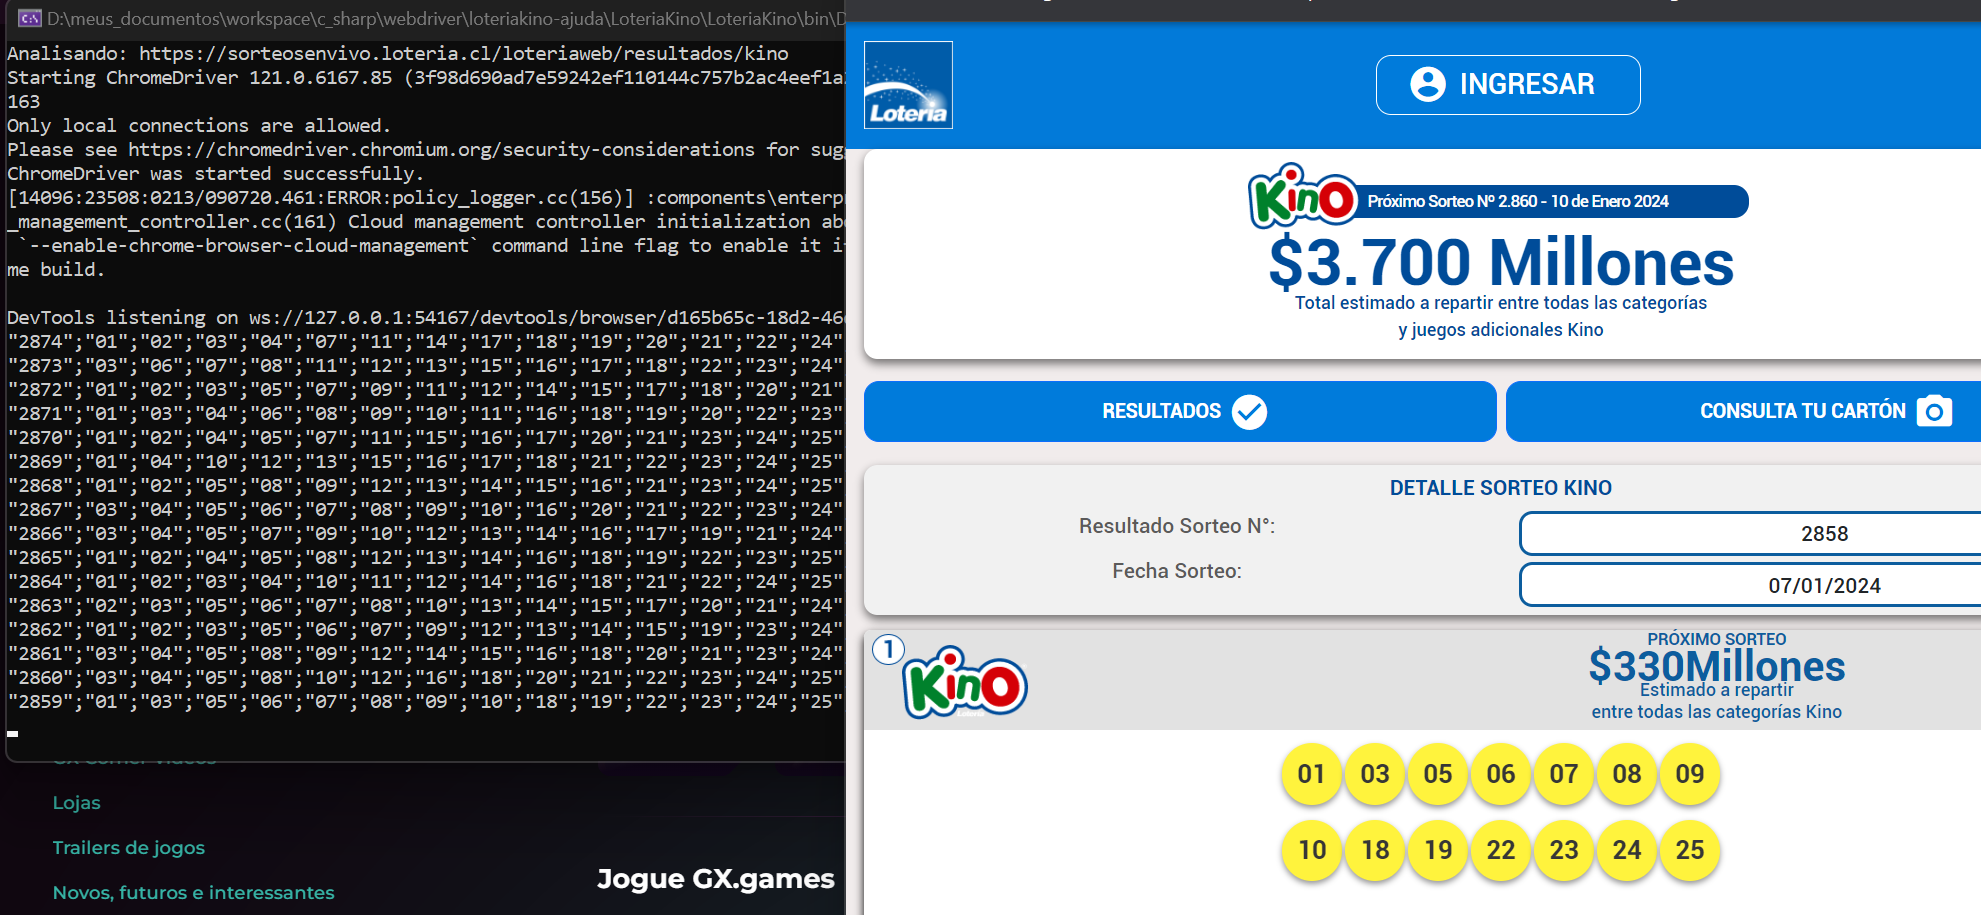 D:\meus_documentos\workspace\c_sharp\webdriver\loteriakino-ajuda\LoteriaKino\LoteriaKino\bin\D
Analisando: https://sorteosenvivo.loteria.cl/loteriaweb/resultados/kino
Starting ChromeDriver 121.0.6167.85 (3f98d690ad7e59242ef110144c757b2ac4eef1a2
163
Only local connections are allowed.
Please see https://chromedriver.chromium.org/security-considerations for sugg
ChromeDriver was started successfully.
[14096:23508:0213/090720.461:ERROR:policy_logger.cc(156)] :components\enterpr
_management_controller.cc(161) Cloud management controller initialization abo
`--enable-chrome-browser-cloud-management` command line flag to enable it i
me build.
DevTools listening on ws://127.0.0.1:54167/devtools/browser/d165b65c-18d2-46
"2874";"01";"02";"03";"04";"07";"11";"14";"17";"18";"19";"20";"21";"22";"24"
"2873";"03";"06";"07";"08";"11";"12";"13";"15";"16";"17";"18";"22";"23";"24"
"2872";"01";"02";"03";"05";"07";"09";"11";"12";"14";"15";"17";"18";"20";"21"
"2871";"01";"03";"04";"06";"08";"09";"10";"11";"16";"18";"19";"20";"22";"23"
"2870";"01";"02";"04";"05";"07";"11";"15";"16";"17";"20";"21";"23";"24";"25"
"2869";"01";"04";"10";"12";"13";"15";"16";"17";"18";"21";"22";"23";"24";"25"
"2868";"01";"02";"05";"08";"09";"12";"13";"14";"15";"16";"21";"23";"24";"25"
"2867";"03";"04";"05";"06";"07";"08";"09";"10";"16";"20";"21";"22";"23";"24"
"2866";"03";"04";"05";"07";"09";"10";"12";"13";"14";"16";"17";"19";"21";"24"
"2865";"01";"02";"04";"05";"08";"12";"13";"14";"16";"18";"19";"22";"23";"25"
"2864";"01";"02";"03";"04";"10";"11";"12";"14";"16";"18";"21";"22";"24";"25"
"2863";"02";"03";"05";"06";"07";"08";"10";"13";"14";"15";"17";"20";"21";"24"
"2862";"01";"02";"03";"05";"06";"07";"09";"12";"13";"14";"15";"19";"23";"24"
"2861";"03";"04";"05";"08";"09";"12";"14";"15";"16";"18";"20";"21";"23";"24"
"2860";"03";"04";"05";"08";"10";"12";"16";"18";"20";"21";"22";"23";"24";"25"
"2859";"01";"03";"05";"06";"07";"08";"09";"10";"18";"19";"22";"23";"24";"25"
Lojas
Trailers de jogos
Novos, futuros e interessantes
Jogue GX.games
Loteria
INGRESAR
Kino
Próximo Sorteo Nº 2.860 - 10 de Enero 2024
$3.700 Millones
Total estimado a repartir entre todas las categorías
y juegos adicionales Kino
RESULTADOS
CONSULTA TU CARTÓN
DETALLE SORTEO KINO
Resultado Sorteo N°:
2858
Fecha Sorteo:
07/01/2024
1
Kino
PRÓXIMO SORTEO
$330Millones
Estimado a repartir
entre todas las categorías Kino
01 03 05 06 07 08 09
10 18 19 22 23 24 25